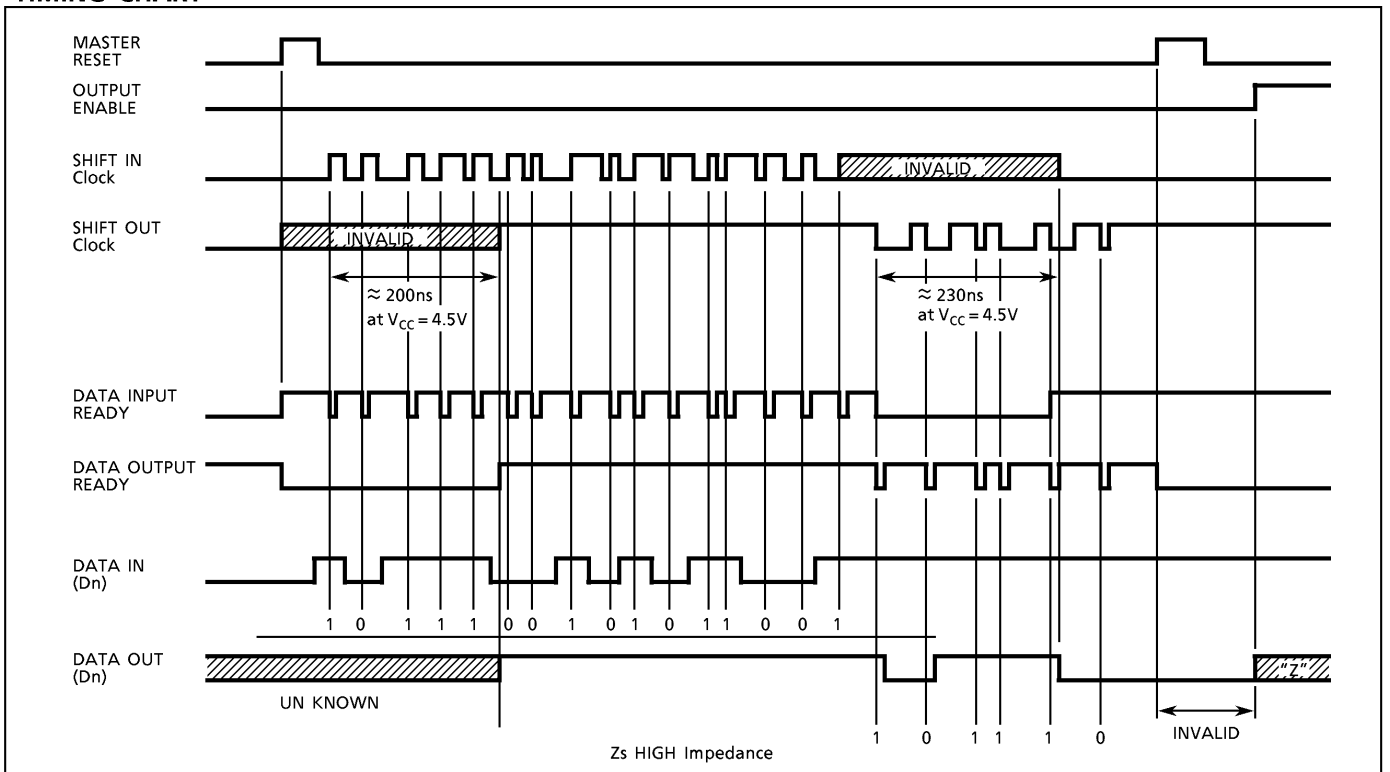 MASTER
RESET
OUTPUT
ENABLE
SHIFT IN
Clock
INVALID
SHIFT OUT
Clock
INVALID
≈ 200ns
at VCC = 4.5V
≈ 230ns
at VCC = 4.5V
DATA INPUT
READY
DATA OUTPUT
READY
DATA IN
(Dn)
1 0 1 1 1 0 0 1 0 1 0 1 1 0 0 1
DATA OUT
(Dn)
"Z"
UN KNOWN
1 0 1 1 1 0
INVALID
Zs HIGH Impedance